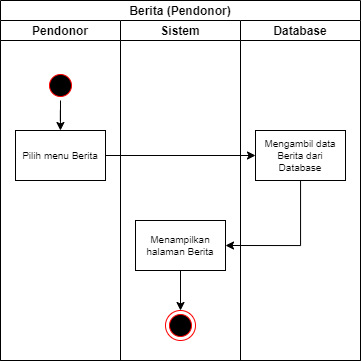 Berita (Pendonor)
Pendonor
Sistem
Database
Pilih menu Berita
Mengambil data
Berita dari
Database
Menampilkan
halaman Berita